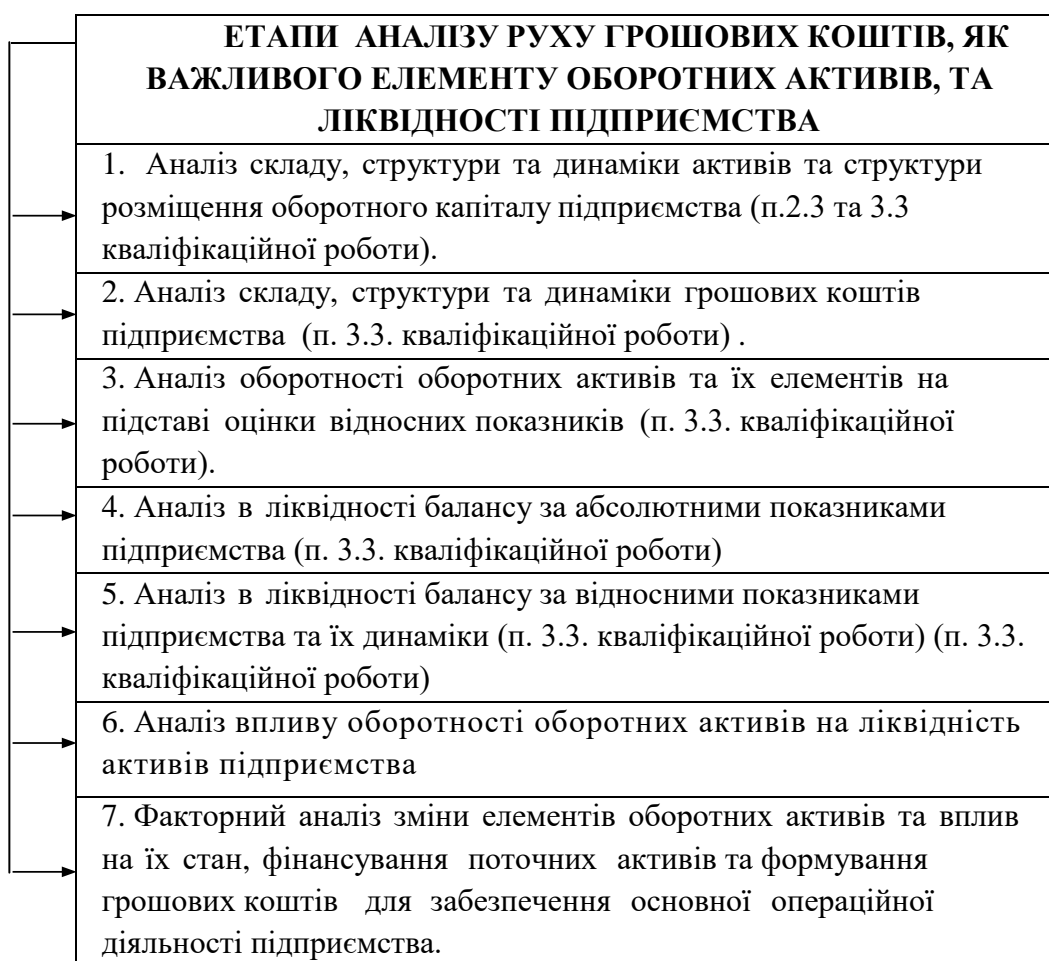 ЕТАПИ АНАЛІЗУ РУХУ ГРОШОВИХ КОШТІВ, ЯК
ВАЖЛИВОГО ЕЛЕМЕНТУ ОБОРОТНИХ АКТИВІВ, ТА
ЛІКВІДНОСТІ ПІДПРИЄМСТВА
1. Аналіз складу, структури та динаміки активів та структури
розміщення оборотного капіталу підприємства (п.2.3 та 3.3
кваліфікаційної роботи).
2. Аналіз складу, структури та динаміки грошових коштів
підприємства (п. 3.3. кваліфікаційної роботи) .
3. Аналіз оборотності оборотних активів та їх елементів на
підставі оцінки відносних показників (п. 3.3. кваліфікаційної
роботи).
4. Аналіз в ліквідності балансу за абсолютними показниками
підприємства (п. 3.3. кваліфікаційної роботи)
5. Аналіз в ліквідності балансу за відносними показниками
підприємства та їх динаміки (п. 3.3. кваліфікаційної роботи) (п. 3.3.
кваліфікаційної роботи)
6. Аналіз впливу оборотності оборотних активів на ліквідність
активів підприємства
7. Факторний аналіз зміни елементів оборотних активів та вплив
на їх стан, фінансування поточних активів та формування
грошових коштів для забезпечення основної операційної
діяльності підприємства.